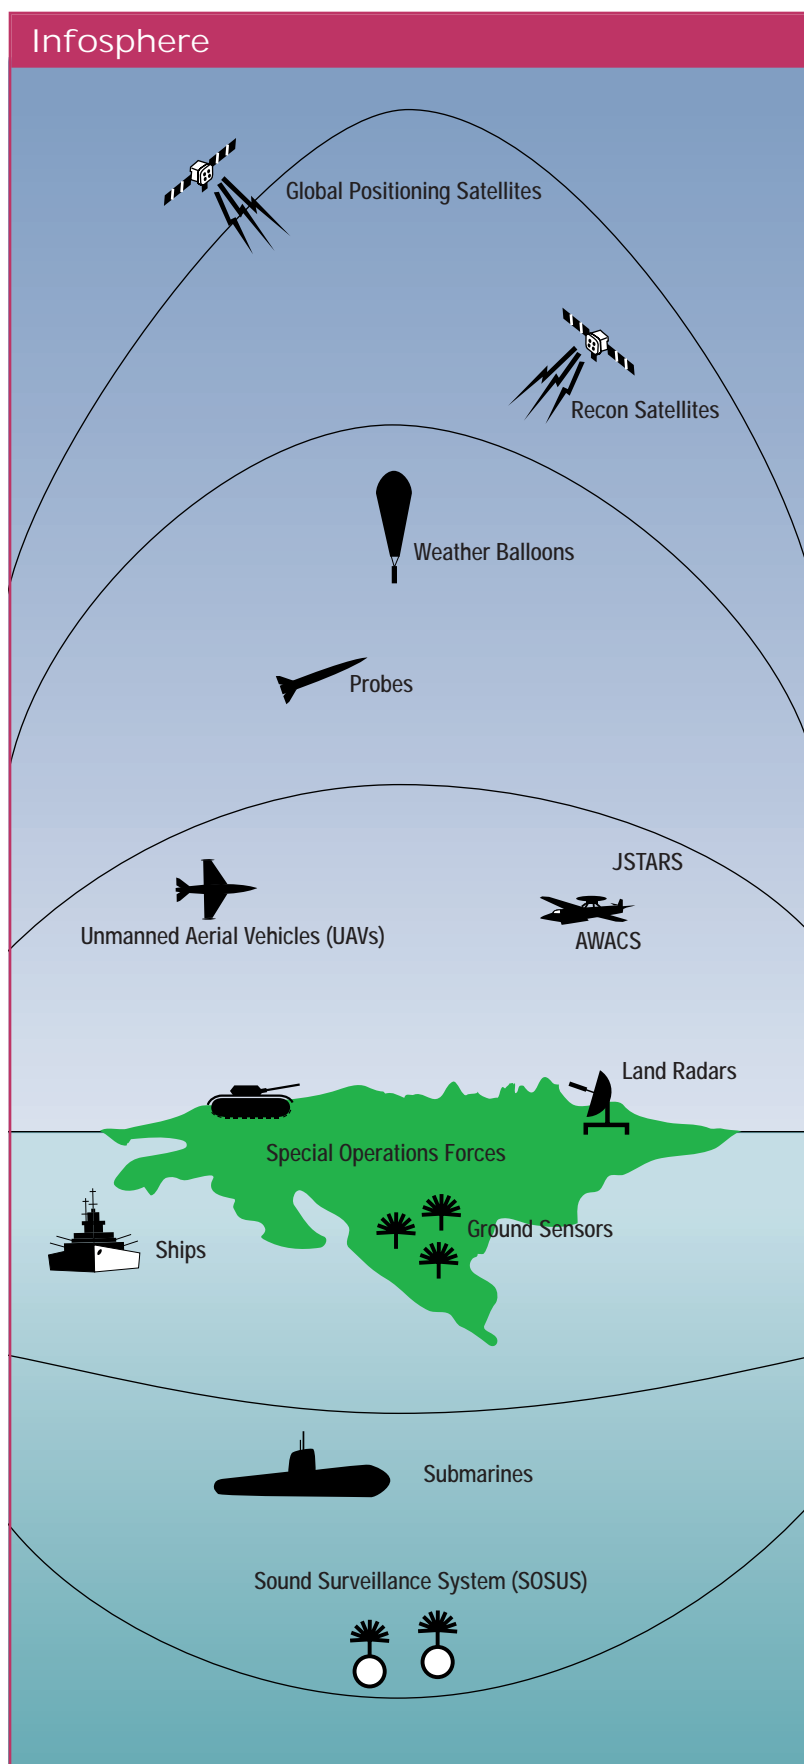 Infosphere
Global Positioning Satellites
Recon Satellites
Weather Balloons
Probes
JSTARS
Unmanned Aerial Vehicles (UAVs)
AWACS
Land Radars
Special Operations Forces
Ground Sensors
Ships
Submarines
Sound Surveillance System (SOSUS)